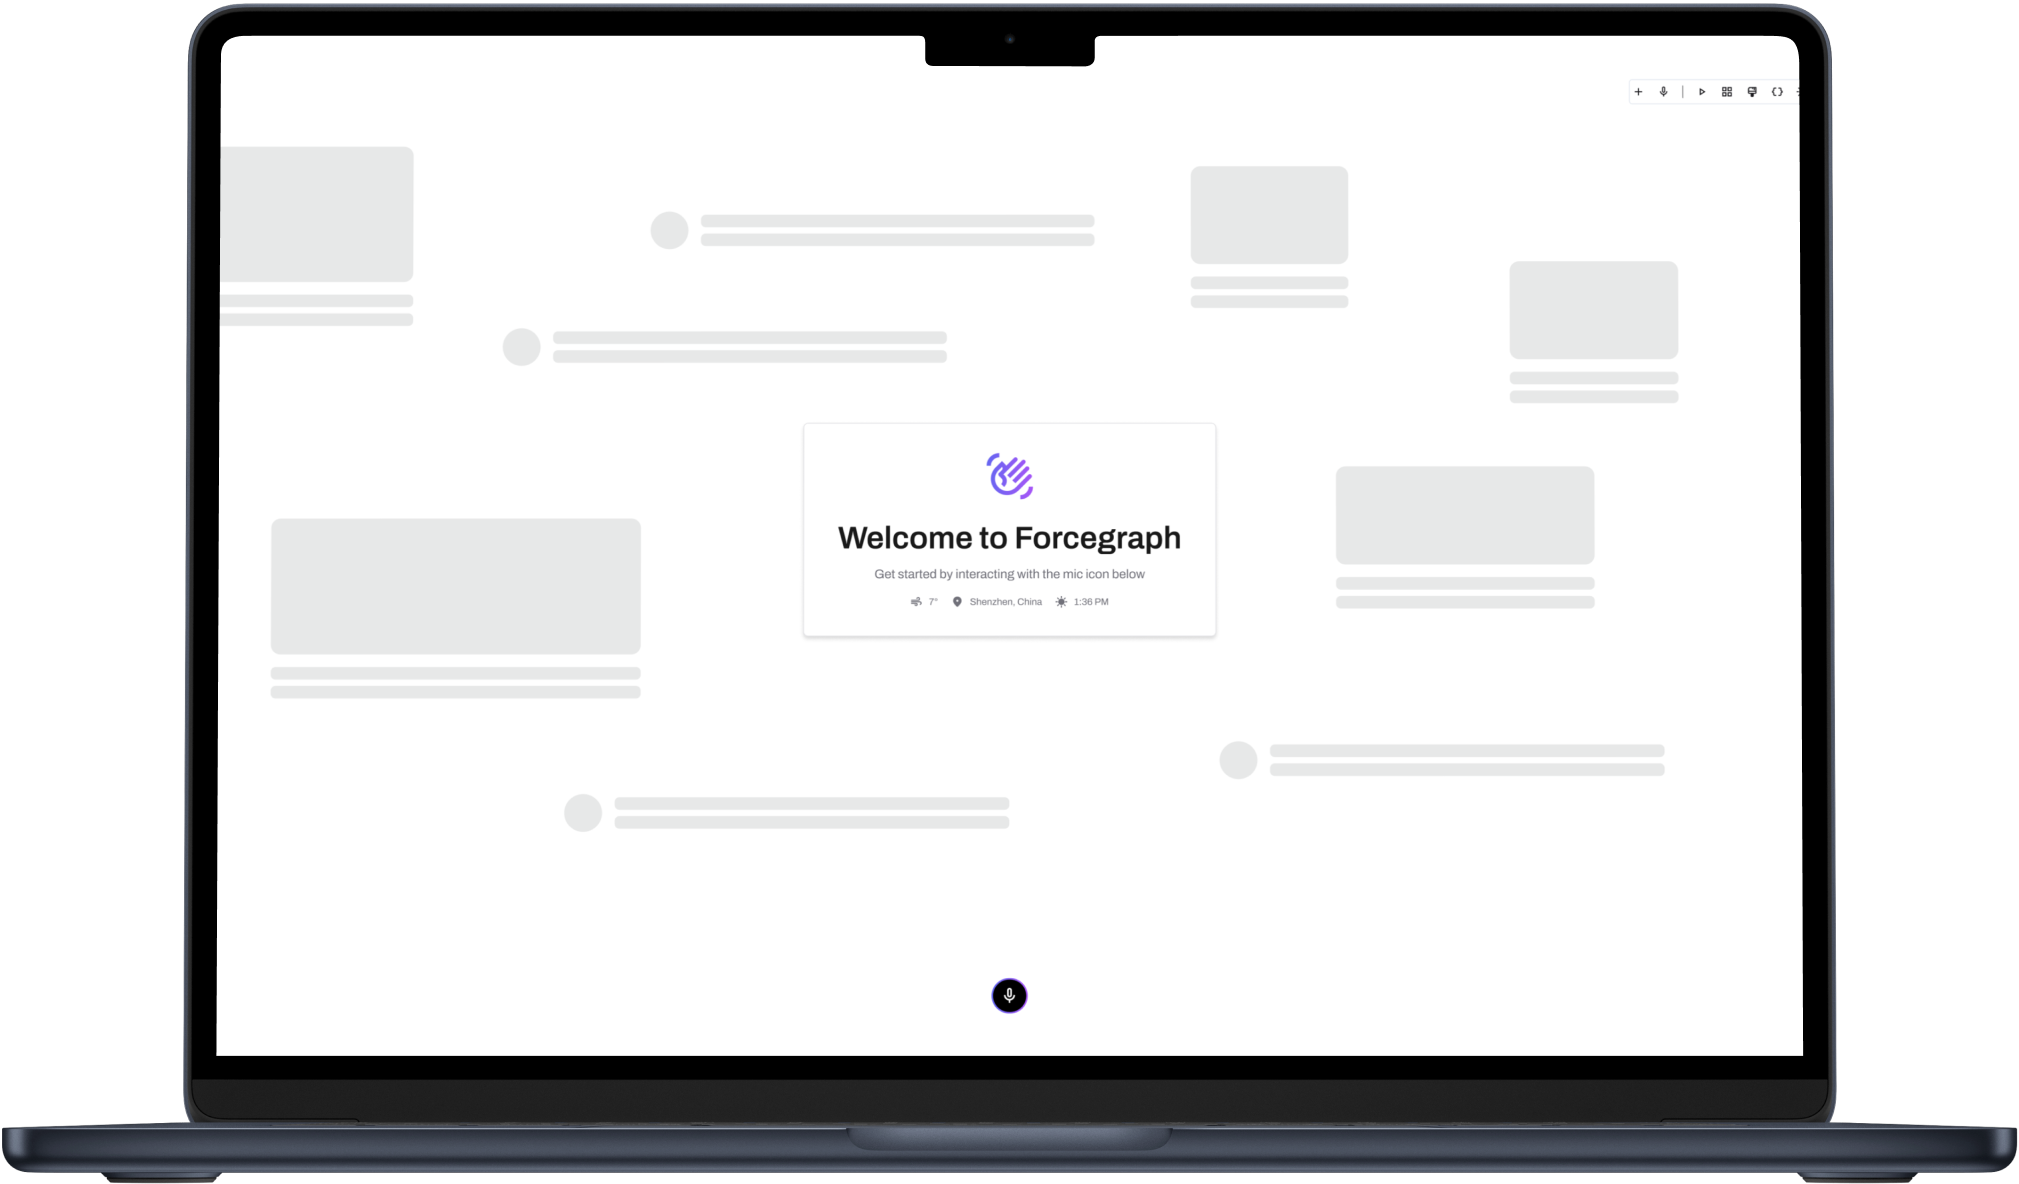 Welcome to Forcegraph
Get started by interacting with the mic icon below
7° Shenzhen, China 1:36 PM